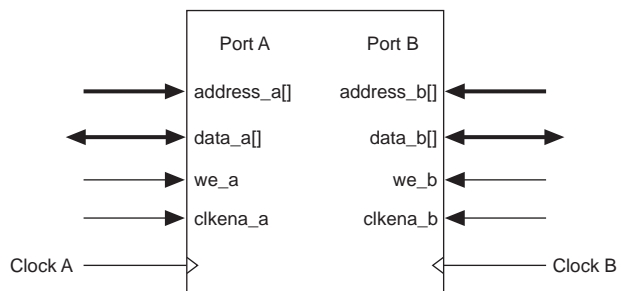 Port A Port B
address_a[] address_b[]
data_a[] data_b[]
we_a we_b
clkena_a clkena_b
Clock A Clock B